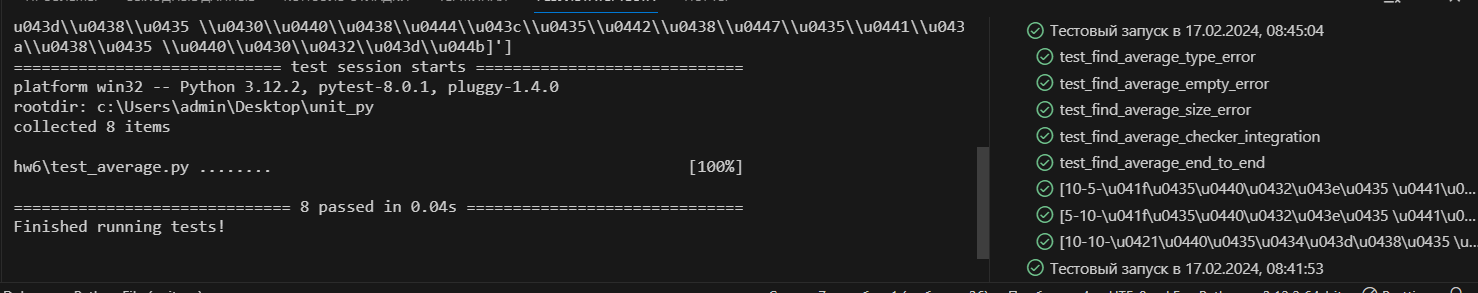 u043d\\u0438\\u0435 \\u0430\\u0440\\u0438\\u0444\\u043c\\u0435\\u0442\\u0438\\u0447\\u0435\\u0441\\u043
a\\u0438\\u0435 \\u0440\\u0430\\u0432\\u043d\\u044b]']
============================= test session starts =============================
platform win32 -- Python 3.12.2, pytest-8.0.1, pluggy-1.4.0
rootdir: c:\Users\admin\Desktop\unit_py
collected 8 items
hw6\test_average.py ........ [100%]
============================== 8 passed in 0.04s ==============================
Finished running tests!
Тестовый запуск в 17.02.2024, 08:45:04
test_find_average_type_error
test_find_average_empty_error
test_find_average_size_error
test_find_average_checker_integration
test_find_average_end_to_end
[10-5-\u041f\u0435\u0440\u0432\u043e\u0435 \u0441\u0...
[5-10-\u041f\u0435\u0440\u0432\u043e\u0435 \u0441\u0...
[10-10-\u0421\u0440\u0435\u0434\u043d\u0438\u0435 \u...
Тестовый запуск в 17.02.2024, 08:41:53